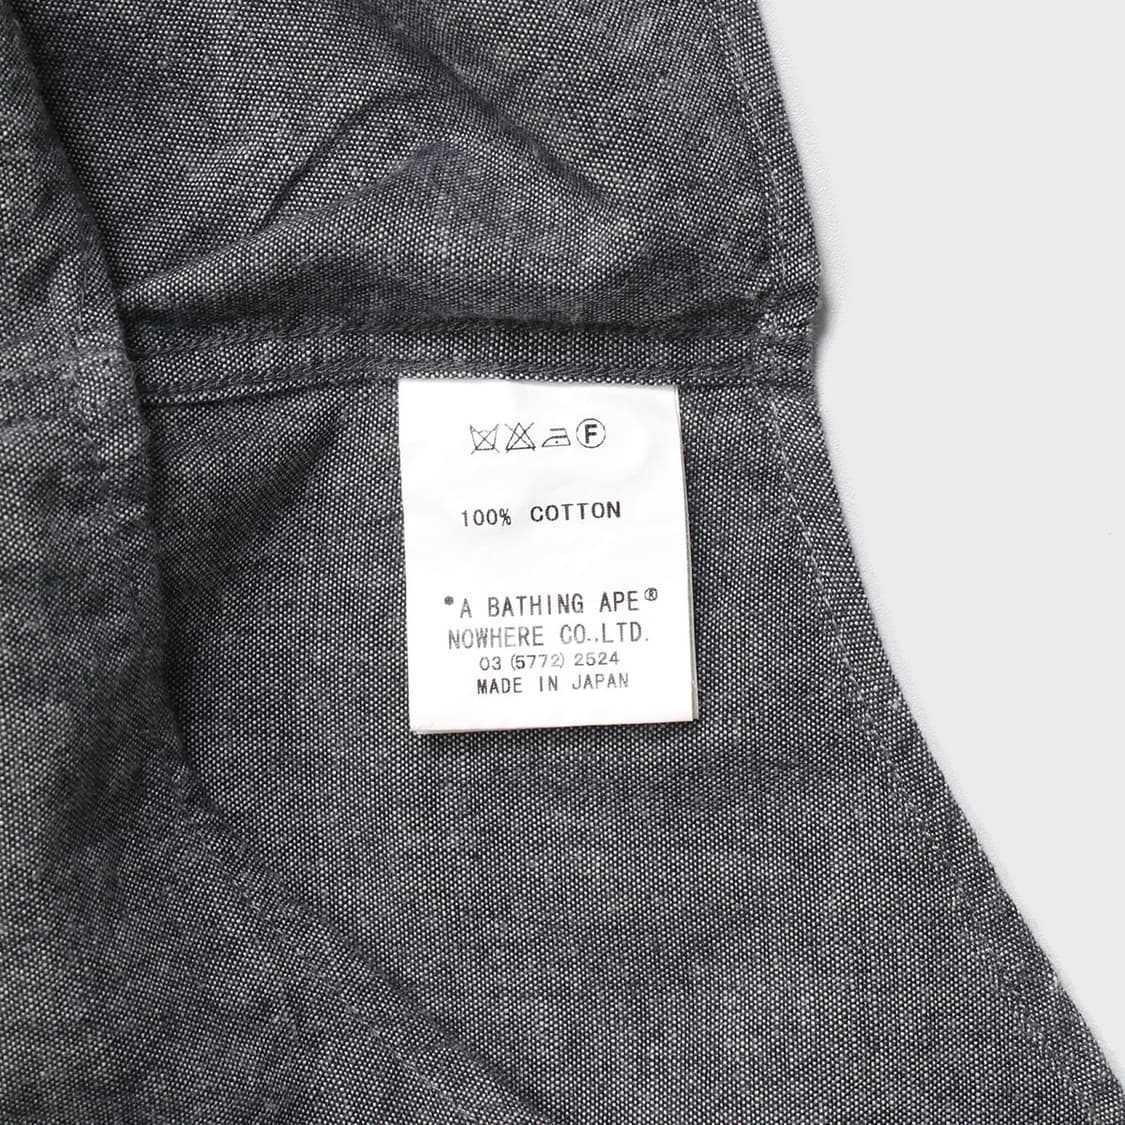 F
100% COTTON
*A BATHING APE®
NOWHERE CO.,LTD.
03 (5772) 2524
MADE IN JAPAN